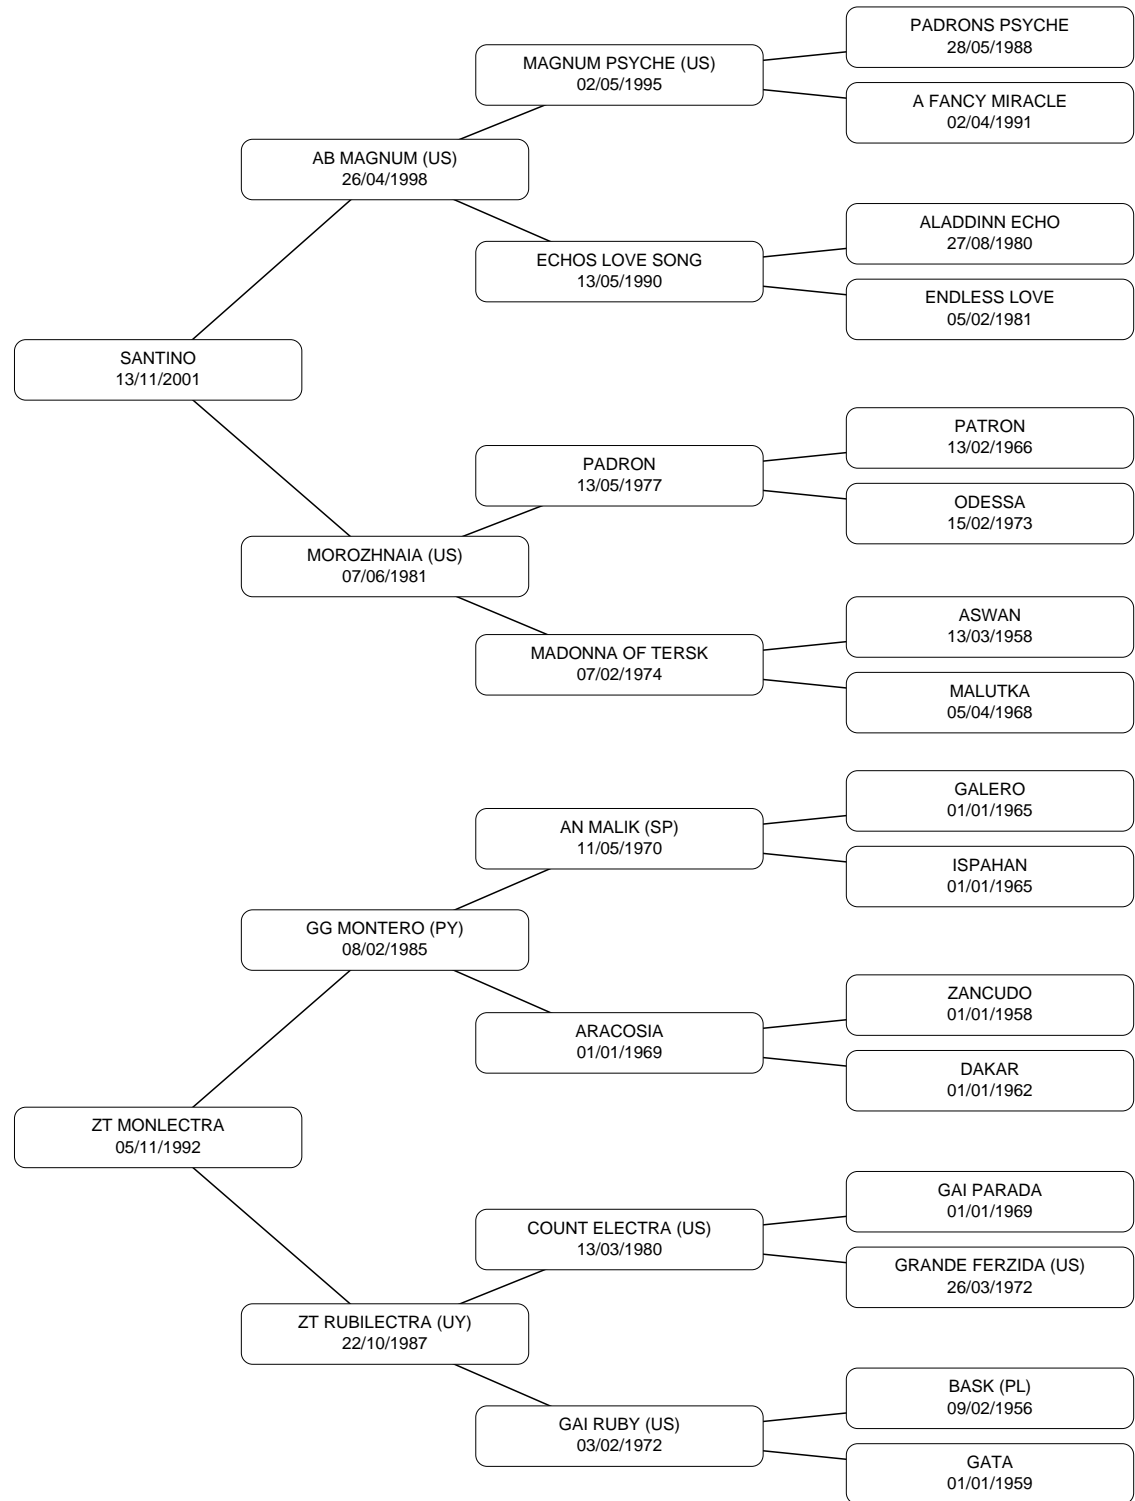 PADRONS PSYCHE
28/05/1988
MAGNUM PSYCHE (US)
02/05/1995
A FANCY MIRACLE
02/04/1991
AB MAGNUM (US)
26/04/1998
ALADDINN ECHO
27/08/1980
ECHOS LOVE SONG
13/05/1990
ENDLESS LOVE
05/02/1981
SANTINO
13/11/2001
PATRON
13/02/1966
PADRON
13/05/1977
ODESSA
15/02/1973
MOROZHNAIA (US)
07/06/1981
ASWAN
13/03/1958
MADONNA OF TERSK
07/02/1974
MALUTKA
05/04/1968
GALERO
01/01/1965
AN MALIK (SP)
11/05/1970
ISPAHAN
01/01/1965
GG MONTERO (PY)
08/02/1985
ZANCUDO
01/01/1958
ARACOSIA
01/01/1969
DAKAR
01/01/1962
ZT MONLECTRA
05/11/1992
GAI PARADA
01/01/1969
COUNT ELECTRA (US)
13/03/1980
GRANDE FERZIDA (US)
26/03/1972
ZT RUBILECTRA (UY)
22/10/1987
BASK (PL)
09/02/1956
GAI RUBY (US)
03/02/1972
GATA
01/01/1959